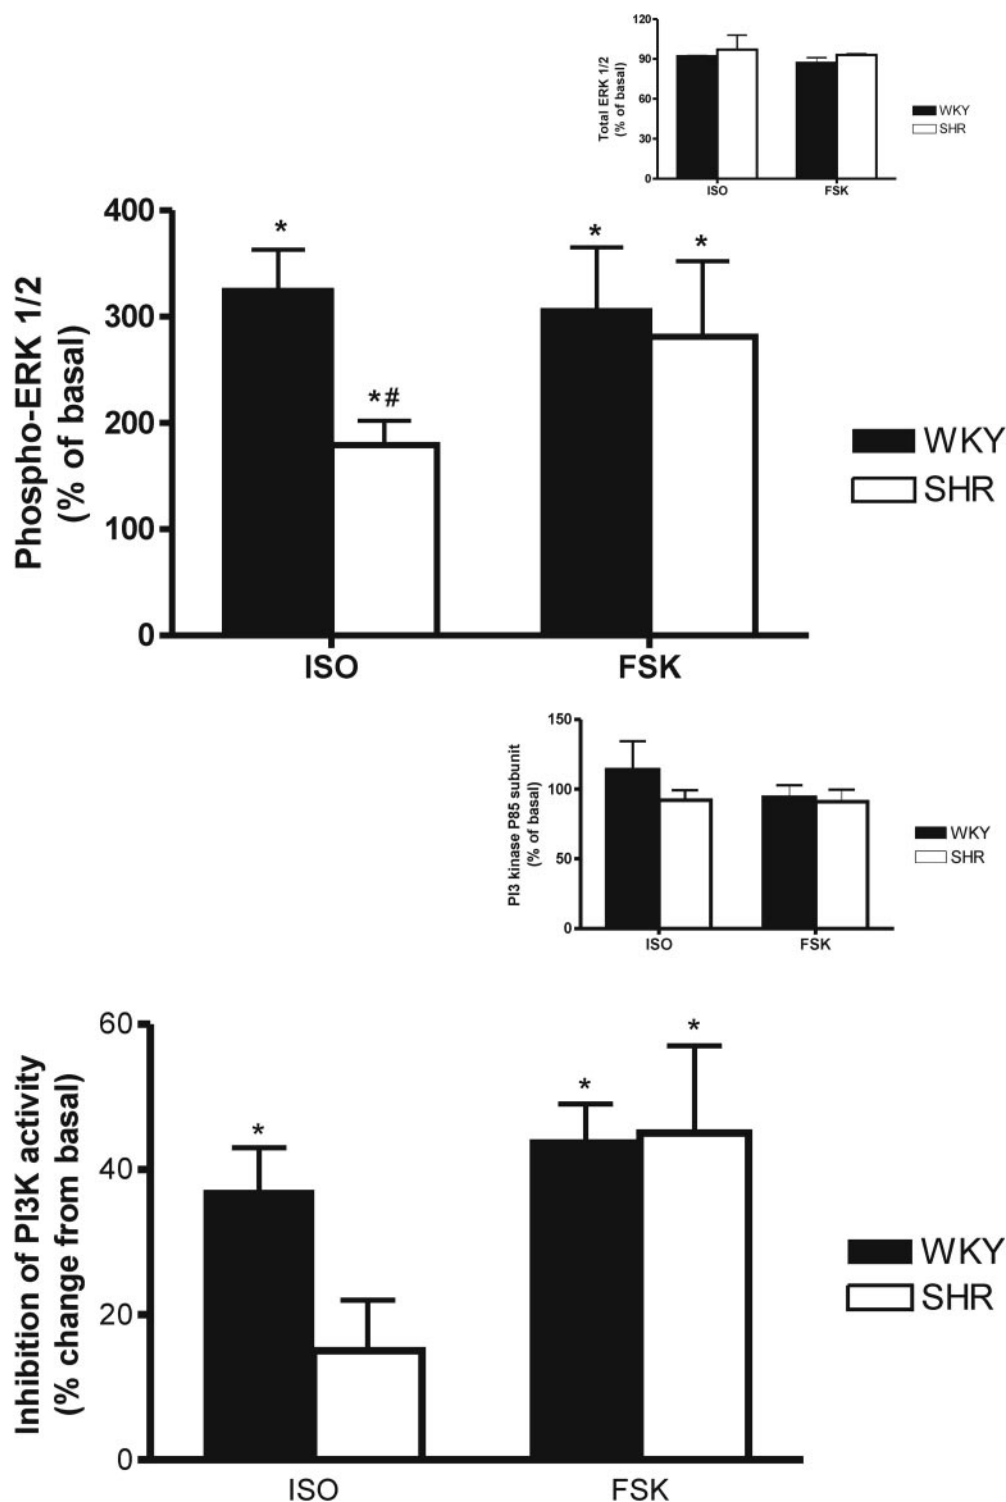 120
90
60
30
0
Total ERK 1/2
(% of basal)
ISO
FSK
WKY
SHR
400
300
200
100
0
Phospho-ERK 1/2
(% of basal)
*
*#
*
*
ISO
FSK
WKY
SHR
150
100
50
0
PI3 kinase P85 subunit
(% of basal)
ISO
FSK
WKY
SHR
60
40
20
0
Inhibition of PI3K activity
(% change from basal)
*
*
*
ISO
FSK
WKY
SHR